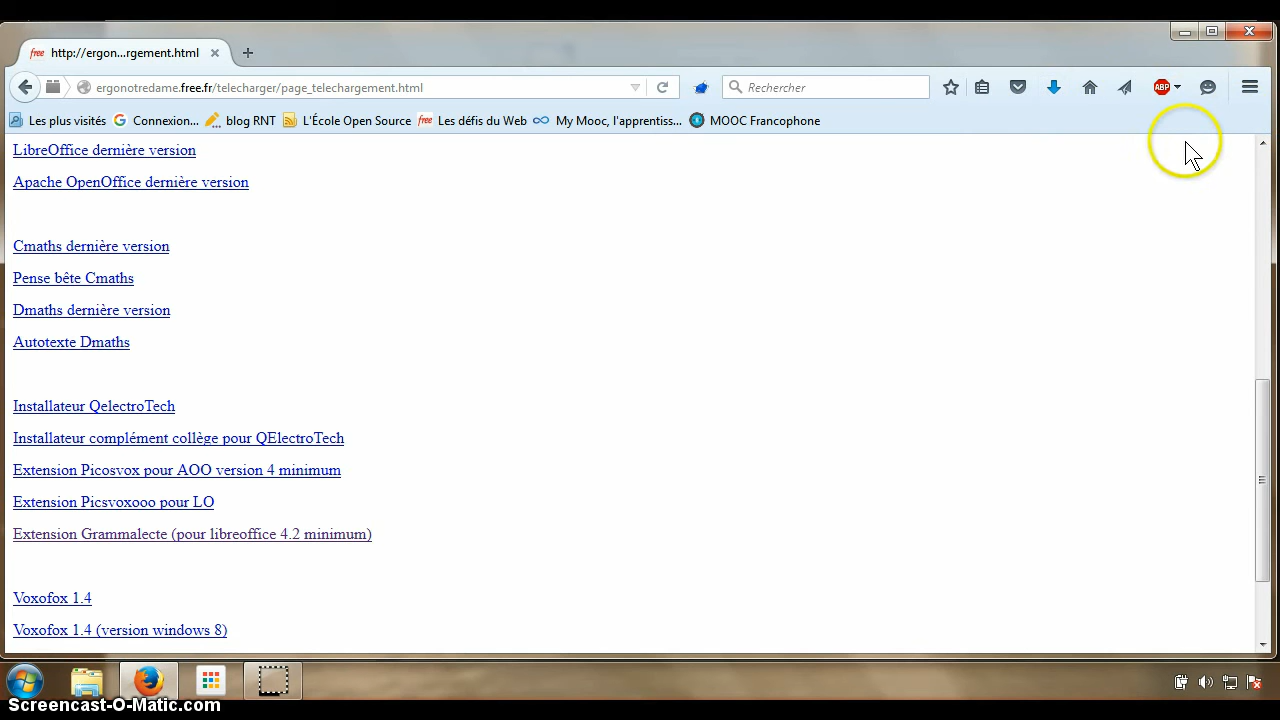 free http://ergon...rgement.html
ergonotredame.free.fr/telecharger/page_telechargement.html
Rechercher
ABP
Les plus visités
G Connexion...
blog RNT
L'École Open Source
free Les défis du Web
My Mooc, l'apprentiss...
MOOC Francophone
LibreOffice dernière version
Apache OpenOffice dernière version
Cmaths dernière version
Pense bête Cmaths
Dmaths dernière version
Autotexte Dmaths
Installateur QelectroTech
Installateur complément collège pour QElectroTech
Extension Picosvox pour AOO version 4 minimum
Extension Picsvoxooo pour LO
Extension Grammalecte (pour libreoffice 4.2 minimum)
Voxofox 1.4
Voxofox 1.4 (version windows 8)
Screencast-O-Matic.com